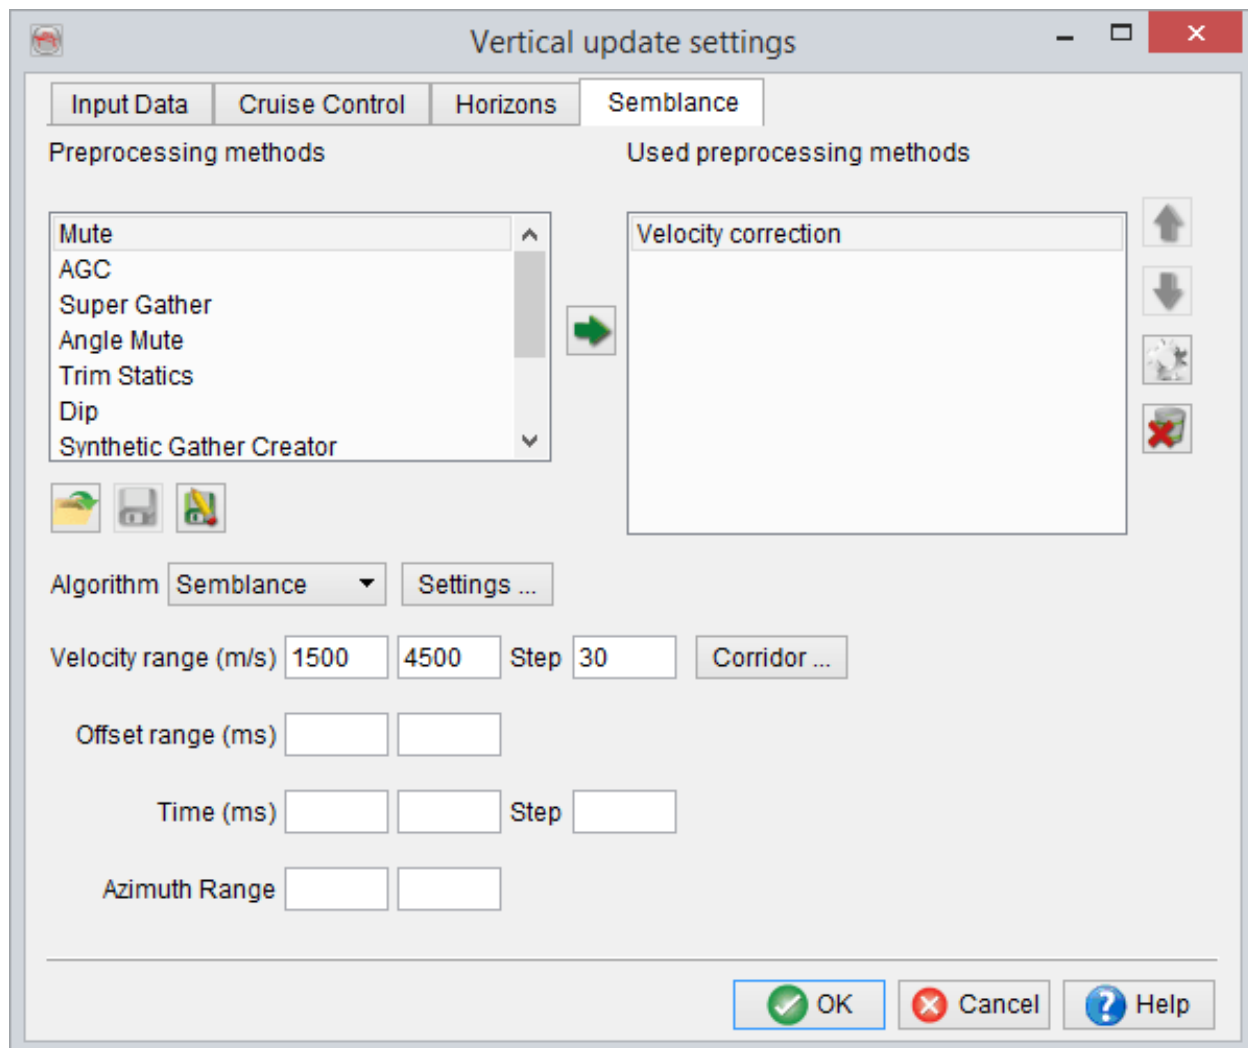 Vertical update settings
Input Data Cruise Control Horizons Semblance
Preprocessing methods Used preprocessing methods
Mute Velocity correction
AGC
Super Gather
Angle Mute
Trim Statics
Dip
Synthetic Gather Creator
Algorithm Semblance Settings ...
Velocity range (m/s) 1500 4500 Step 30 Corridor ...
Offset range (ms)
Time (ms) Step
Azimuth Range
OK Cancel Help